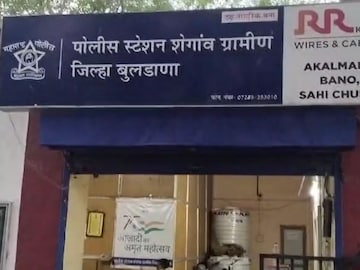 महाराष्ट्र पोलीस
पोलीस स्टेशन शेगांव ग्रामीण
जिल्हा बुलडाणा
RR
WIRES & CA
AKALMA
BANO,
SAHI CHU
आज़ादी का
अमृत महोत्सव